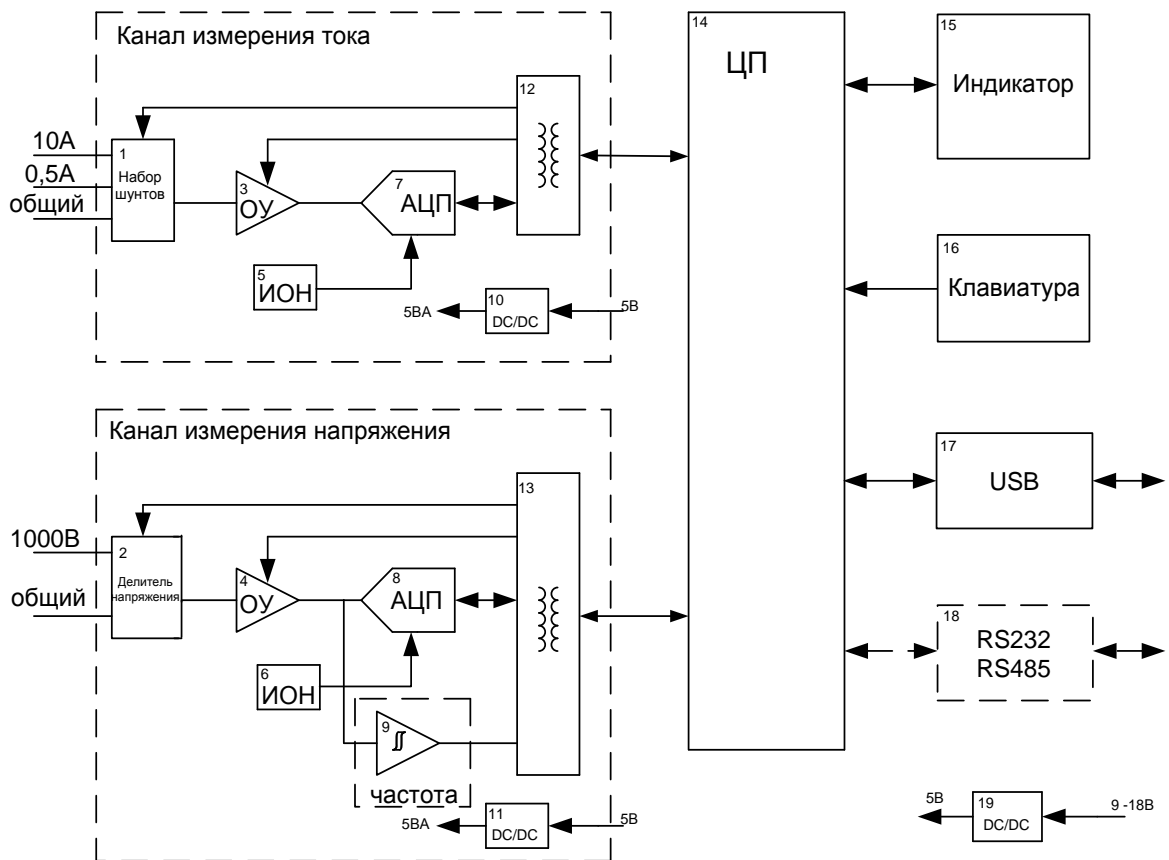 Канал измерения тока
10А
0,5А
общий
1
Набор
шунтов
3
ОУ
5
ИОН
7
АЦП
12
5ВА
10
DC/DC
5В
Канал измерения напряжения
1000В
общий
2
Делитель
напряжения
4
ОУ
6
ИОН
8
АЦП
9
частота
13
5ВА
11
DC/DC
5В
14
ЦП
15
Индикатор
16
Клавиатура
17
USB
18
RS232
RS485
5В
19
DC/DC
9 -18В